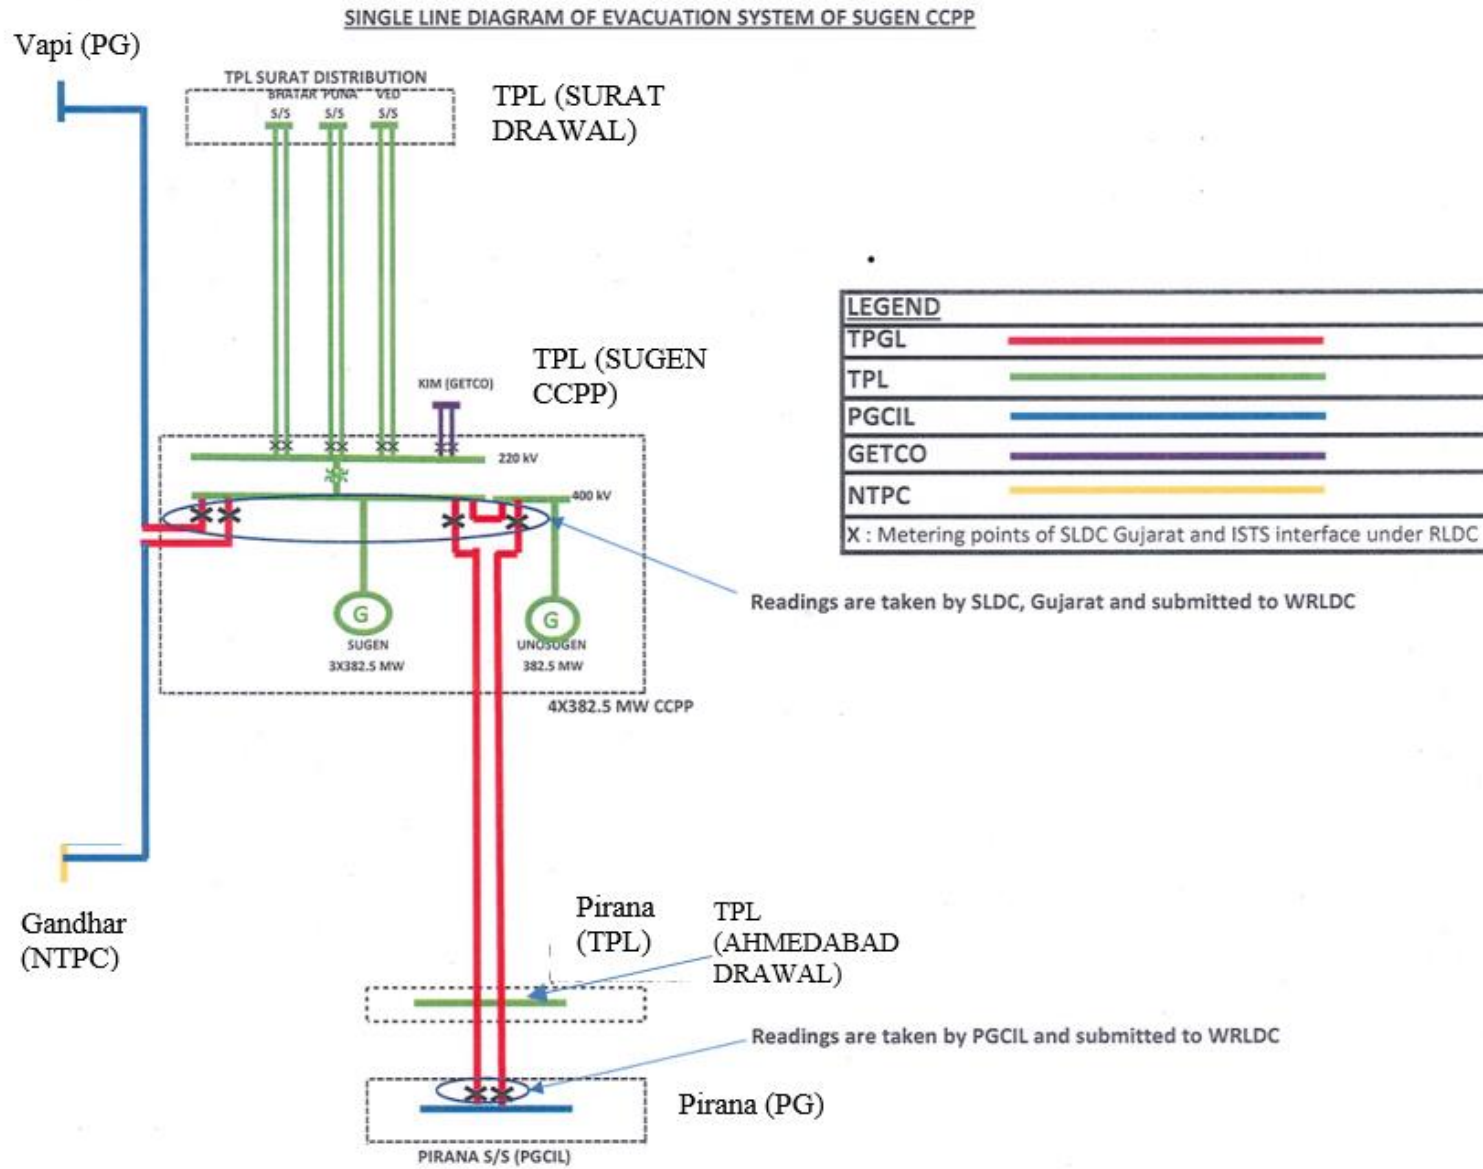 SINGLE LINE DIAGRAM OF EVACUATION SYSTEM OF SUGEN CCPP
Vapi (PG)
TPL SURAT DISTRIBUTION
BHATAR PUNA VED
S/S S/S S/S
TPL (SURAT
DRAWAL)
LEGEND
TPGL
TPL
PGCIL
GETCO
NTPC
X : Metering points of SLDC Gujarat and ISTS interface under RLDC
TPL (SUGEN
CCPP)
KIM (GETCO)
220 kV
400 kV
Readings are taken by SLDC, Gujarat and submitted to WRLDC
G
SUGEN
3X382.5 MW
G
UNOSUGEN
382.5 MW
4X382.5 MW CCPP
Gandhar
(NTPC)
Pirana
(TPL)
TPL
(AHMEDABAD
DRAWAL)
Readings are taken by PGCIL and submitted to WRLDC
Pirana (PG)
PIRANA S/S (PGCIL)